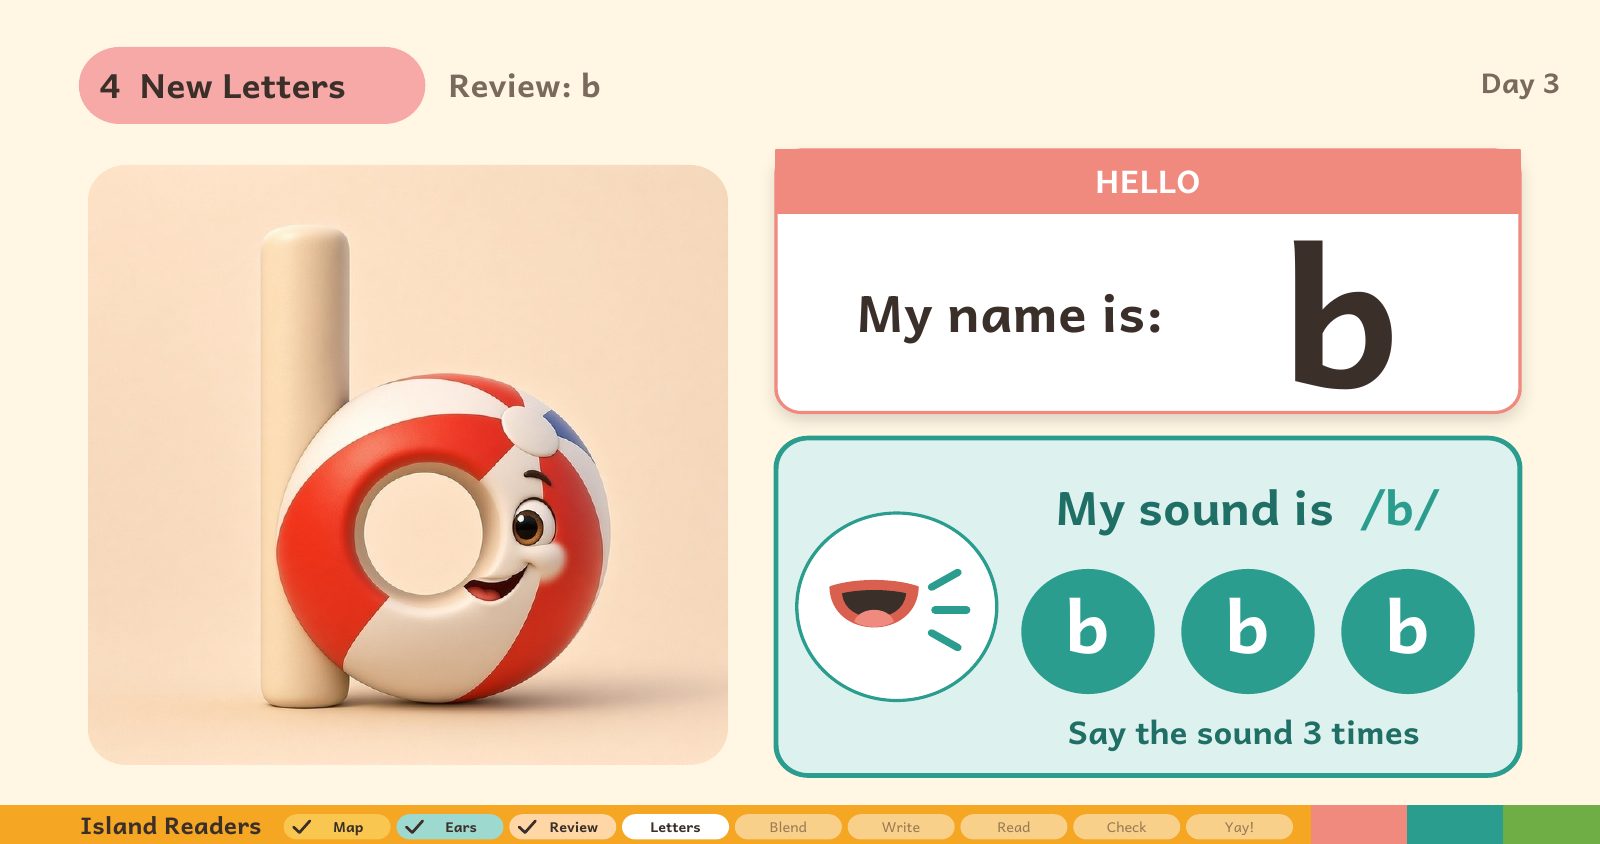 4 New Letters
Review: b
Day 3
HELLO
My name is: b
My sound is /b/
b b b
Say the sound 3 times
Island Readers
Map
Ears
Review
Letters
Blend
Write
Read
Check
Yay!